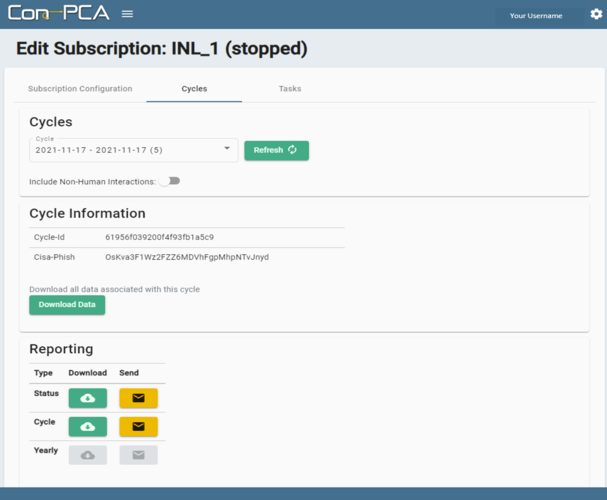 Con-PCA
Your Username
Edit Subscription: INL_1 (stopped)
Subscription Configuration
Cycles
Tasks
Cycles
Cycle
2021-11-17 - 2021-11-17 (5)
Refresh
Include Non-Human Interactions:
Cycle Information
Cycle-Id 61956f039200f4f93fb1a5c9
Cisa-Phish OsKva3F1Wz2FZZ6MDVhFgpMhpNTvJnyd
Download all data associated with this cycle
Download Data
Reporting
Type Download Send
Status
Cycle
Yearly